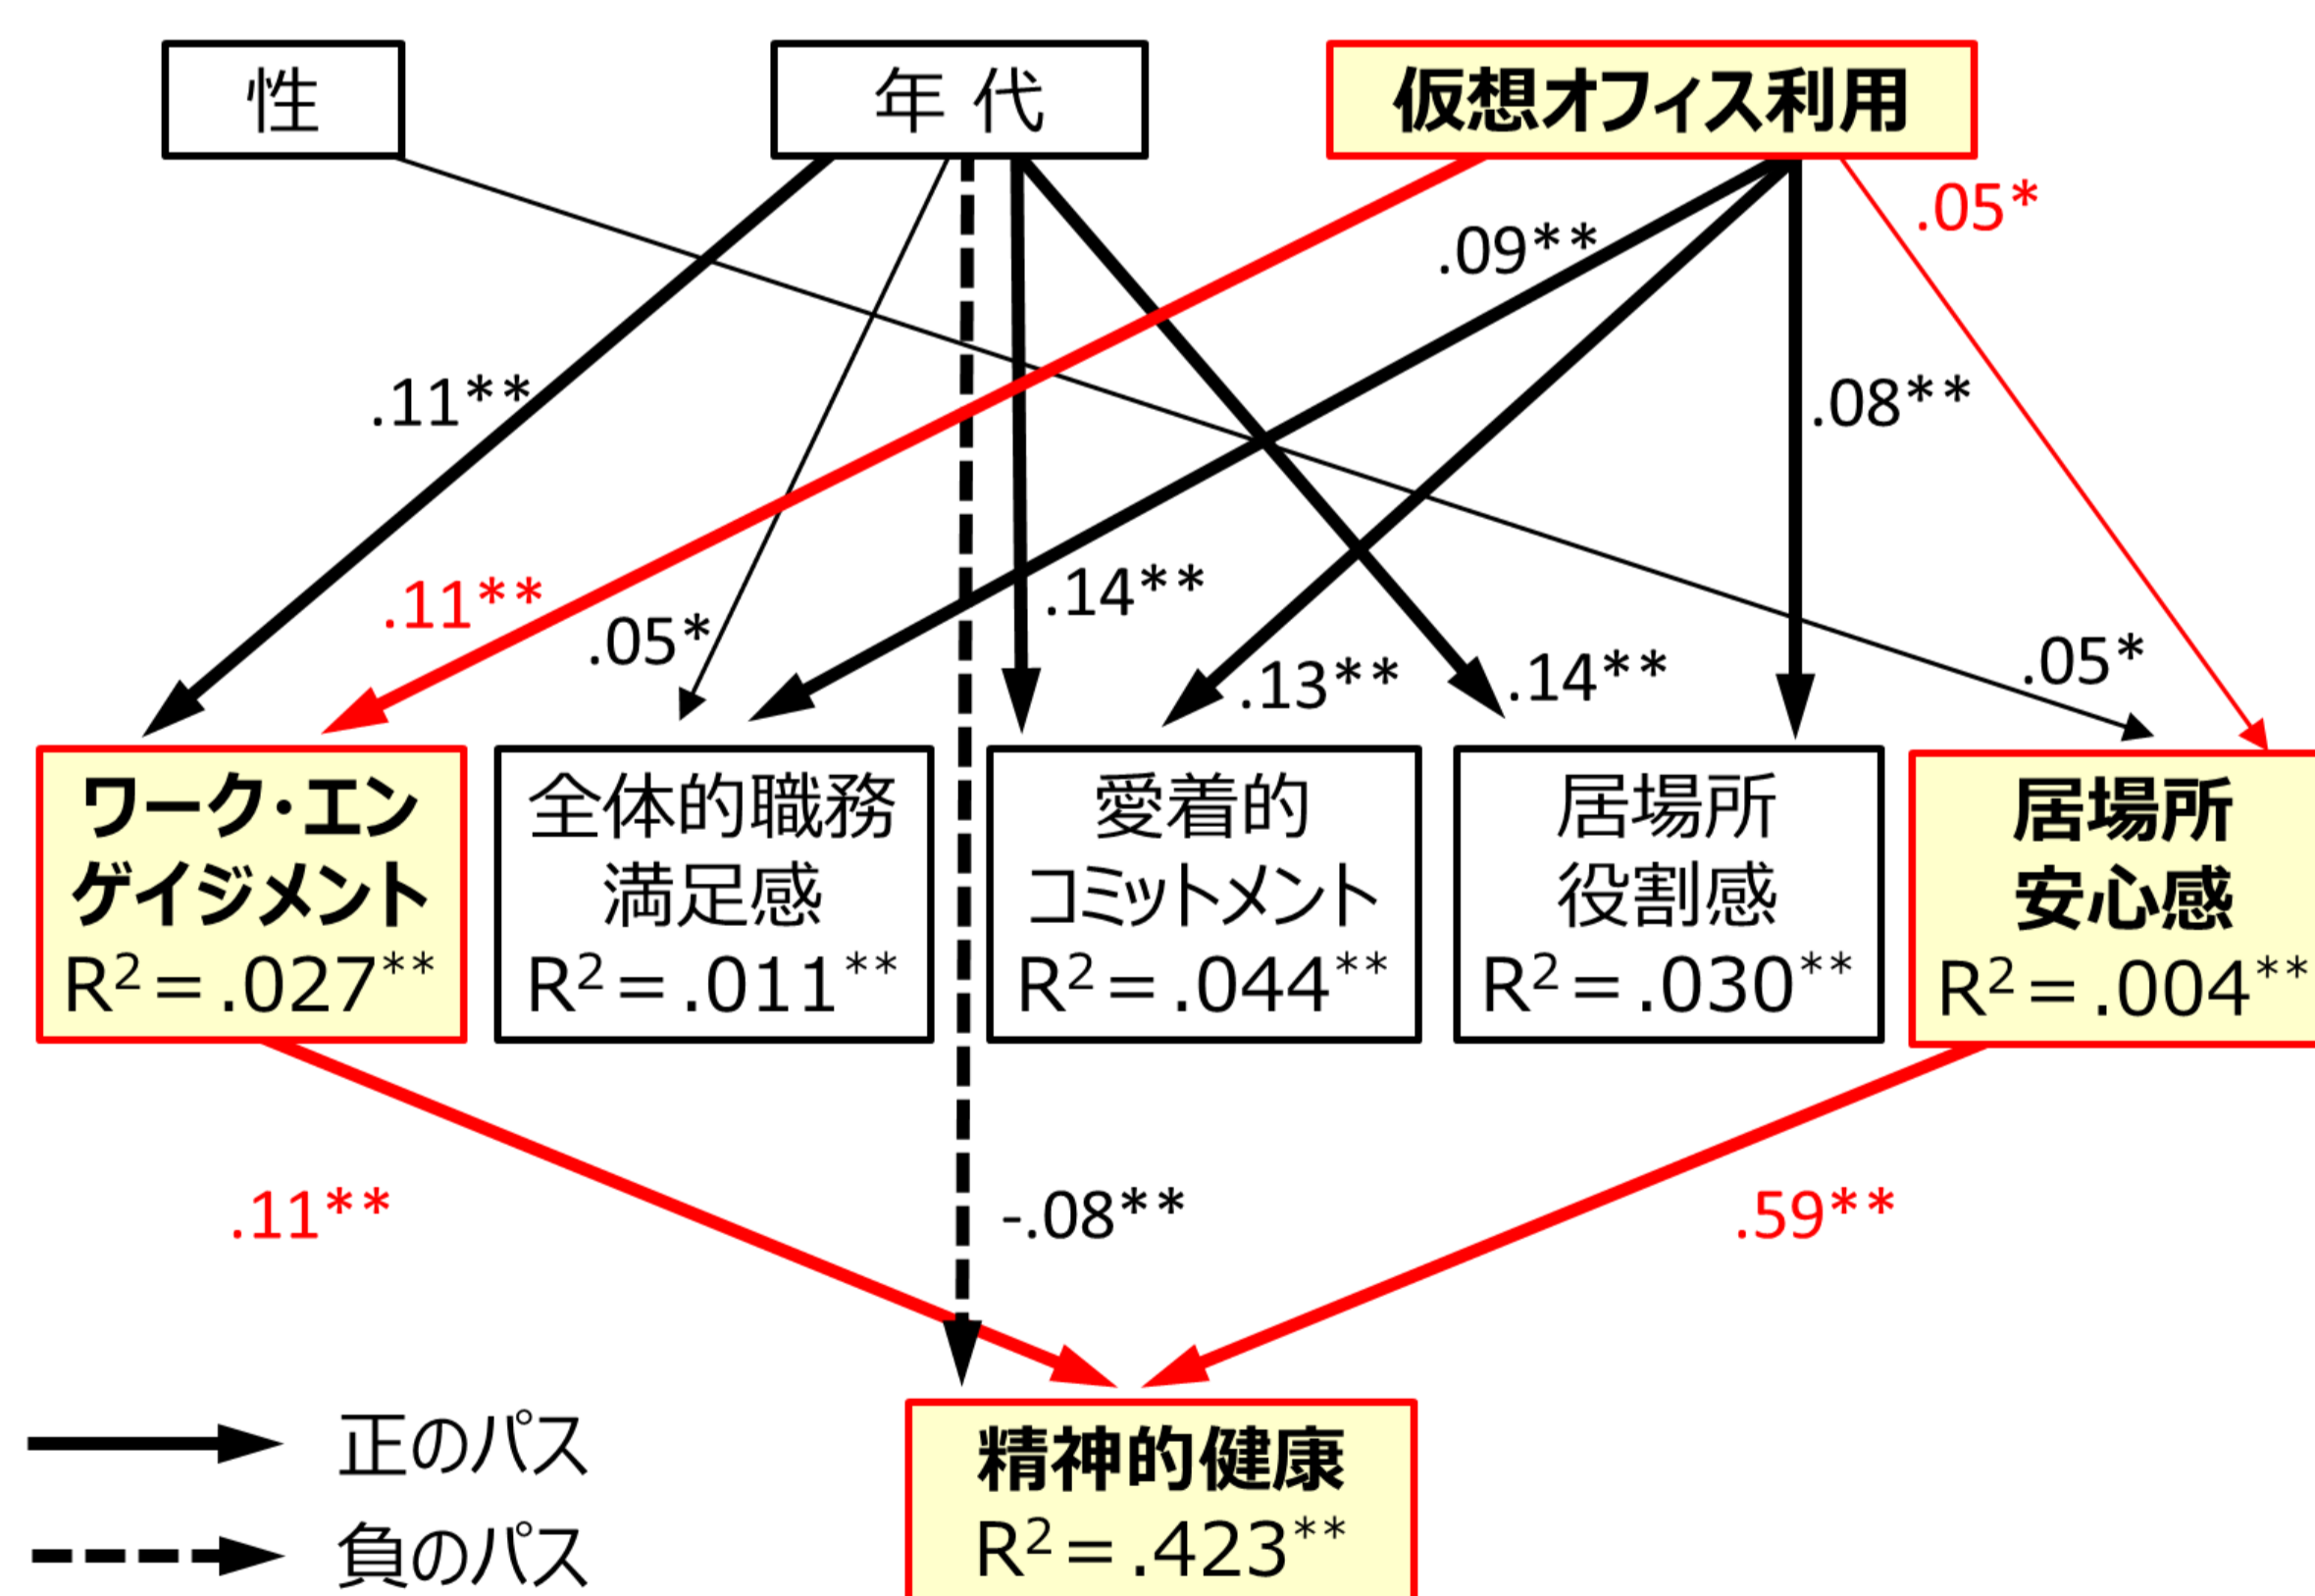 性
年 代
仮想オフィス利用
.05*
.09**
.11**
.08**
.11**
.05*
.14**
.13**
.14**
.05*
ワーク・エン
ゲイジメント
R²＝.027**
全体的職務
満足感
R²＝.011**
愛着的
コミットメント
R²＝.044**
居場所
役割感
R²＝.030**
居場所
安心感
R²＝.004**
.11**
-.08**
.59**
正のパス
負のパス
精神的健康
R²＝.423**